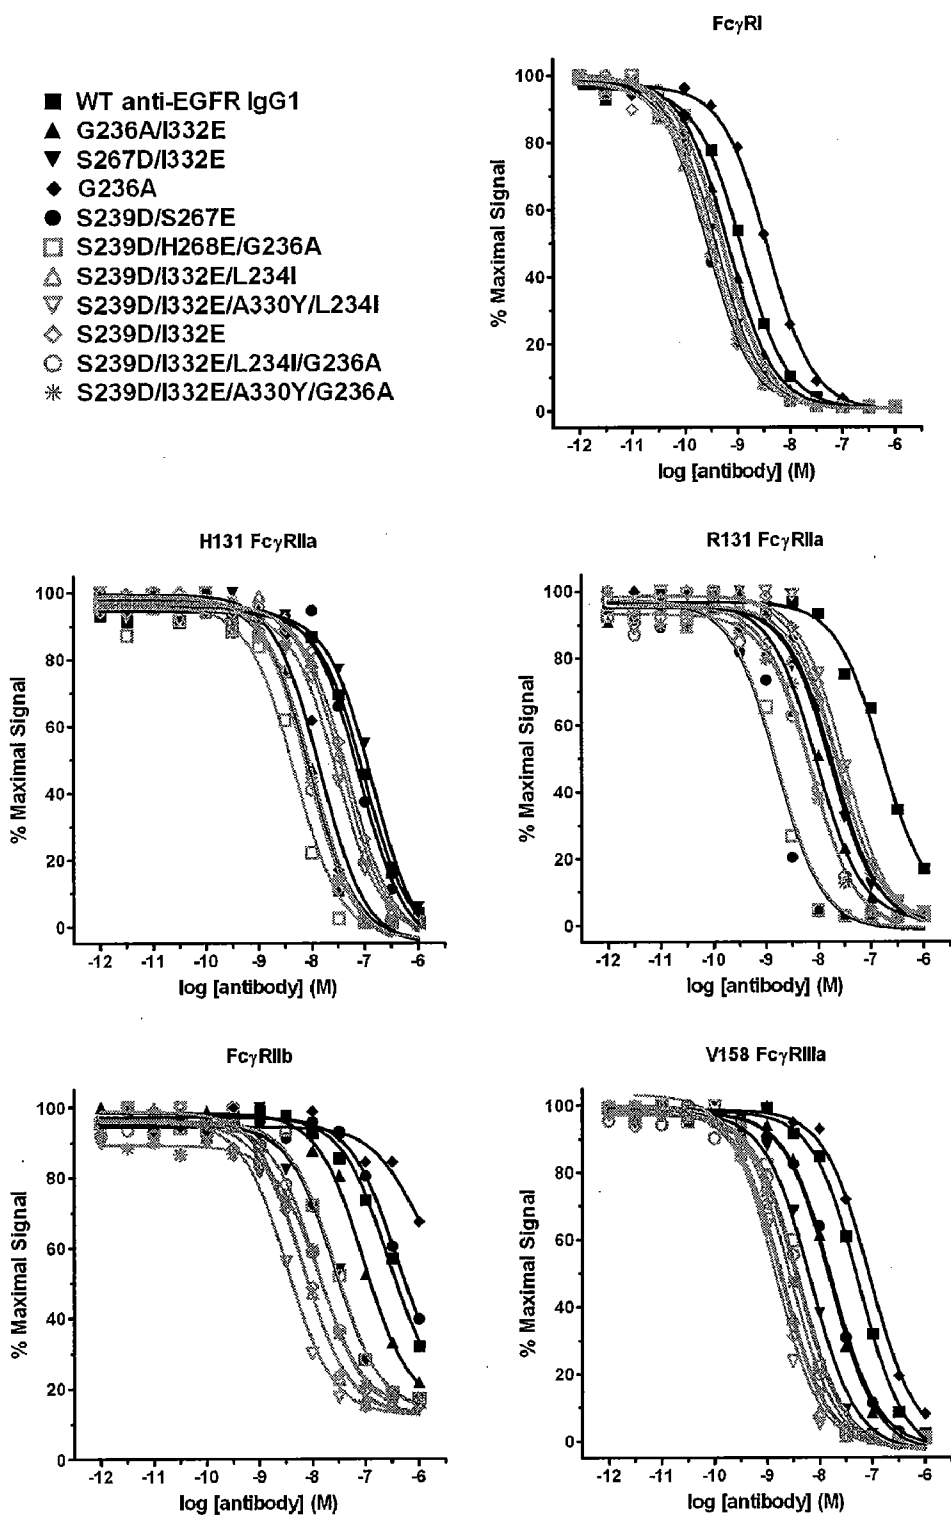 FcγRI
WT anti-EGFR IgG1
G236A/I332E
S267D/I332E
G236A
S239D/S267E
S239D/H268E/G236A
S239D/I332E/L234I
S239D/I332E/A330Y/L234I
S239D/I332E
S239D/I332E/L234I/G236A
S239D/I332E/A330Y/G236A
% Maximal Signal
100
80
60
40
20
0
-12 -11 -10 -9 -8 -7 -6
log [antibody] (M)
H131 FcγRIIa
% Maximal Signal
100
80
60
40
20
0
-12 -11 -10 -9 -8 -7 -6
log [antibody] (M)
R131 FcγRIIa
% Maximal Signal
100
80
60
40
20
0
-12 -11 -10 -9 -8 -7 -6
log [antibody] (M)
FcγRIIb
% Maximal Signal
100
80
60
40
20
0
-12 -11 -10 -9 -8 -7 -6
log [antibody] (M)
V158 FcγRIIIa
% Maximal Signal
100
80
60
40
20
0
-12 -11 -10 -9 -8 -7 -6
log [antibody] (M)